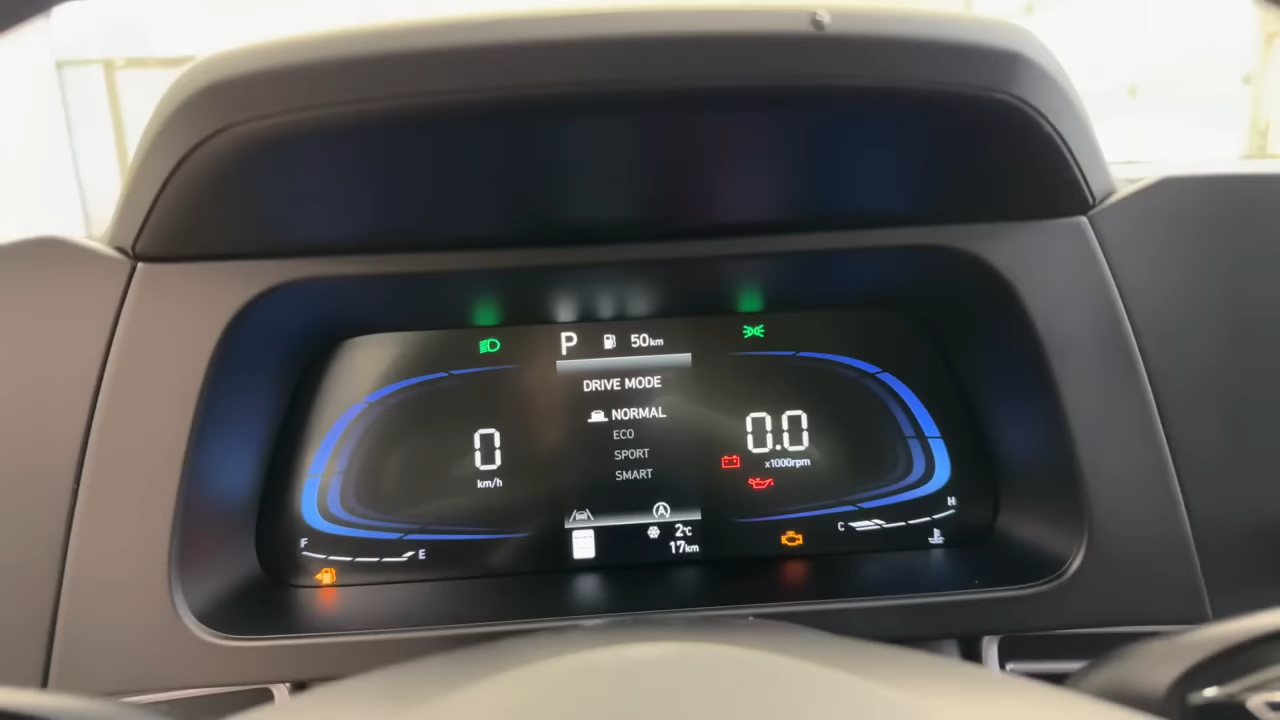 P 50km
DRIVE MODE
NORMAL
ECO
SPORT
SMART
0
km/h
0.0
x1000rpm
F
E
C
H
A
2°C
17km